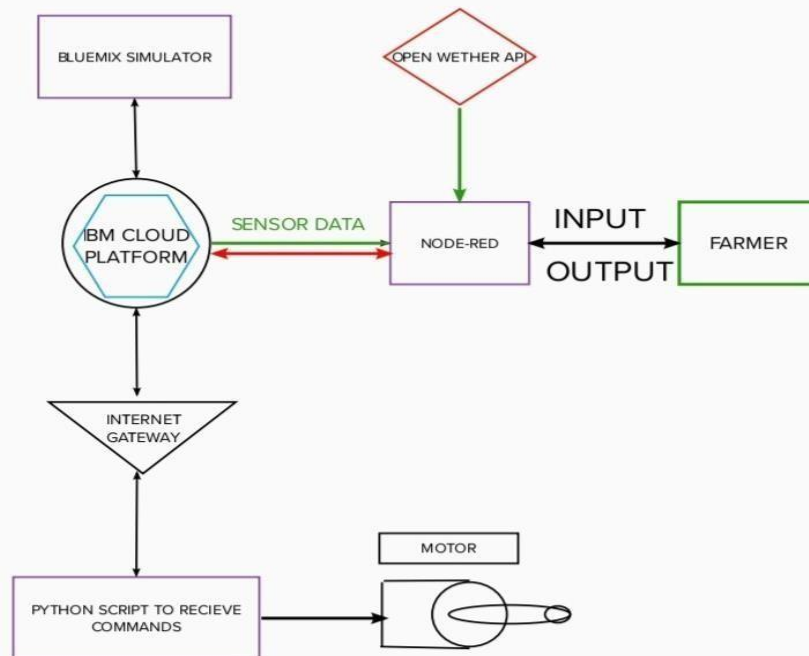 BLUEMIX SIMULATOR
OPEN WETHER API
IBM CLOUD
PLATFORM
SENSOR DATA
NODE-RED
INPUT
OUTPUT
FARMER
INTERNET
GATEWAY
MOTOR
PYTHON SCRIPT TO RECIEVE
COMMANDS